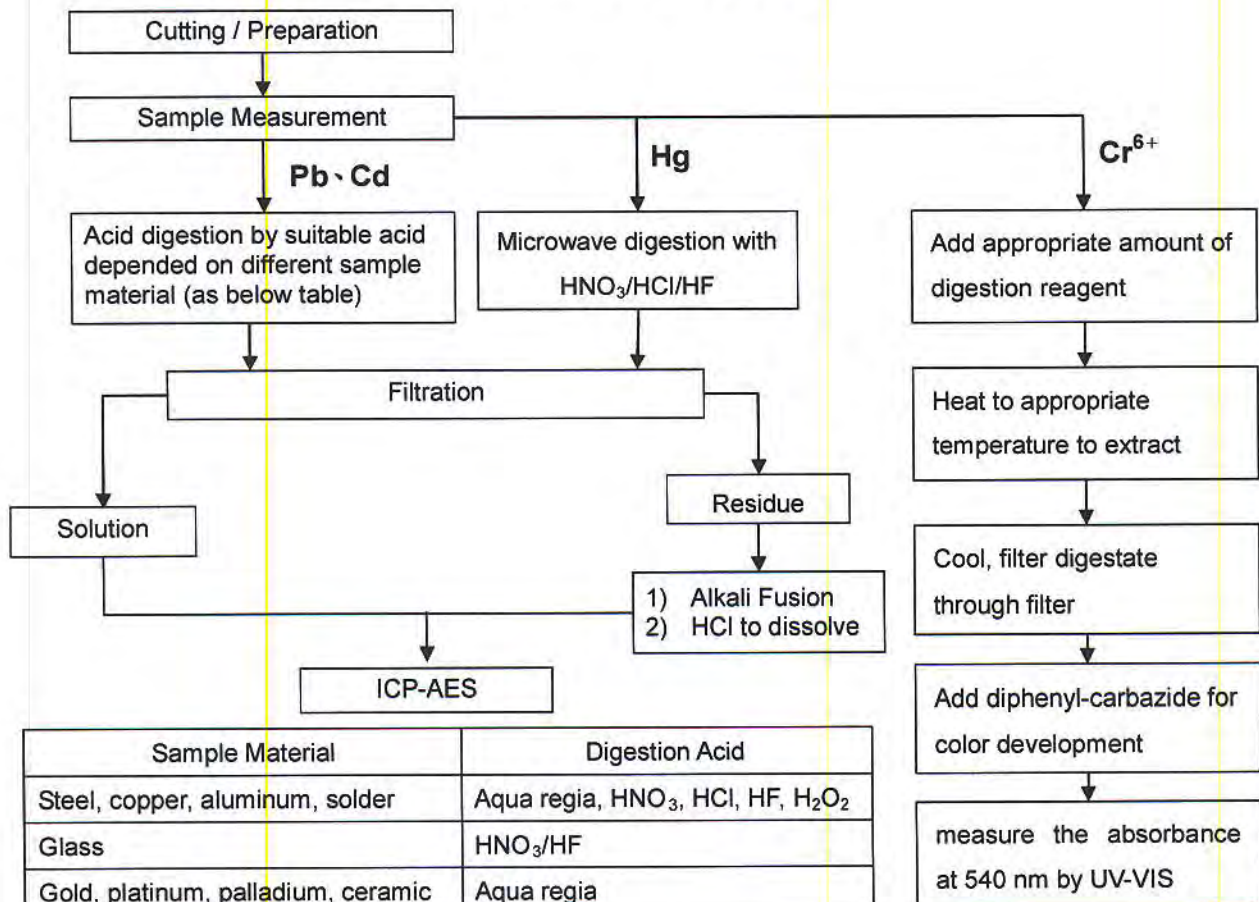 Cutting / Preparation
Sample Measurement
Pb、Cd
Hg
Cr⁶⁺
Acid digestion by suitable acid
depended on different sample
material (as below table)
Microwave digestion with
HNO₃/HCl/HF
Add appropriate amount of
digestion reagent
Filtration
Heat to appropriate
temperature to extract
Solution
Residue
1) Alkali Fusion
2) HCl to dissolve
Cool, filter digestate
through filter
ICP-AES
Add diphenyl-carbazide for
color development
measure the absorbance
at 540 nm by UV-VIS
Sample Material Digestion Acid
Steel, copper, aluminum, solder Aqua regia, HNO₃, HCl, HF, H₂O₂
Glass HNO₃/HF
Gold, platinum, palladium, ceramic Aqua regia